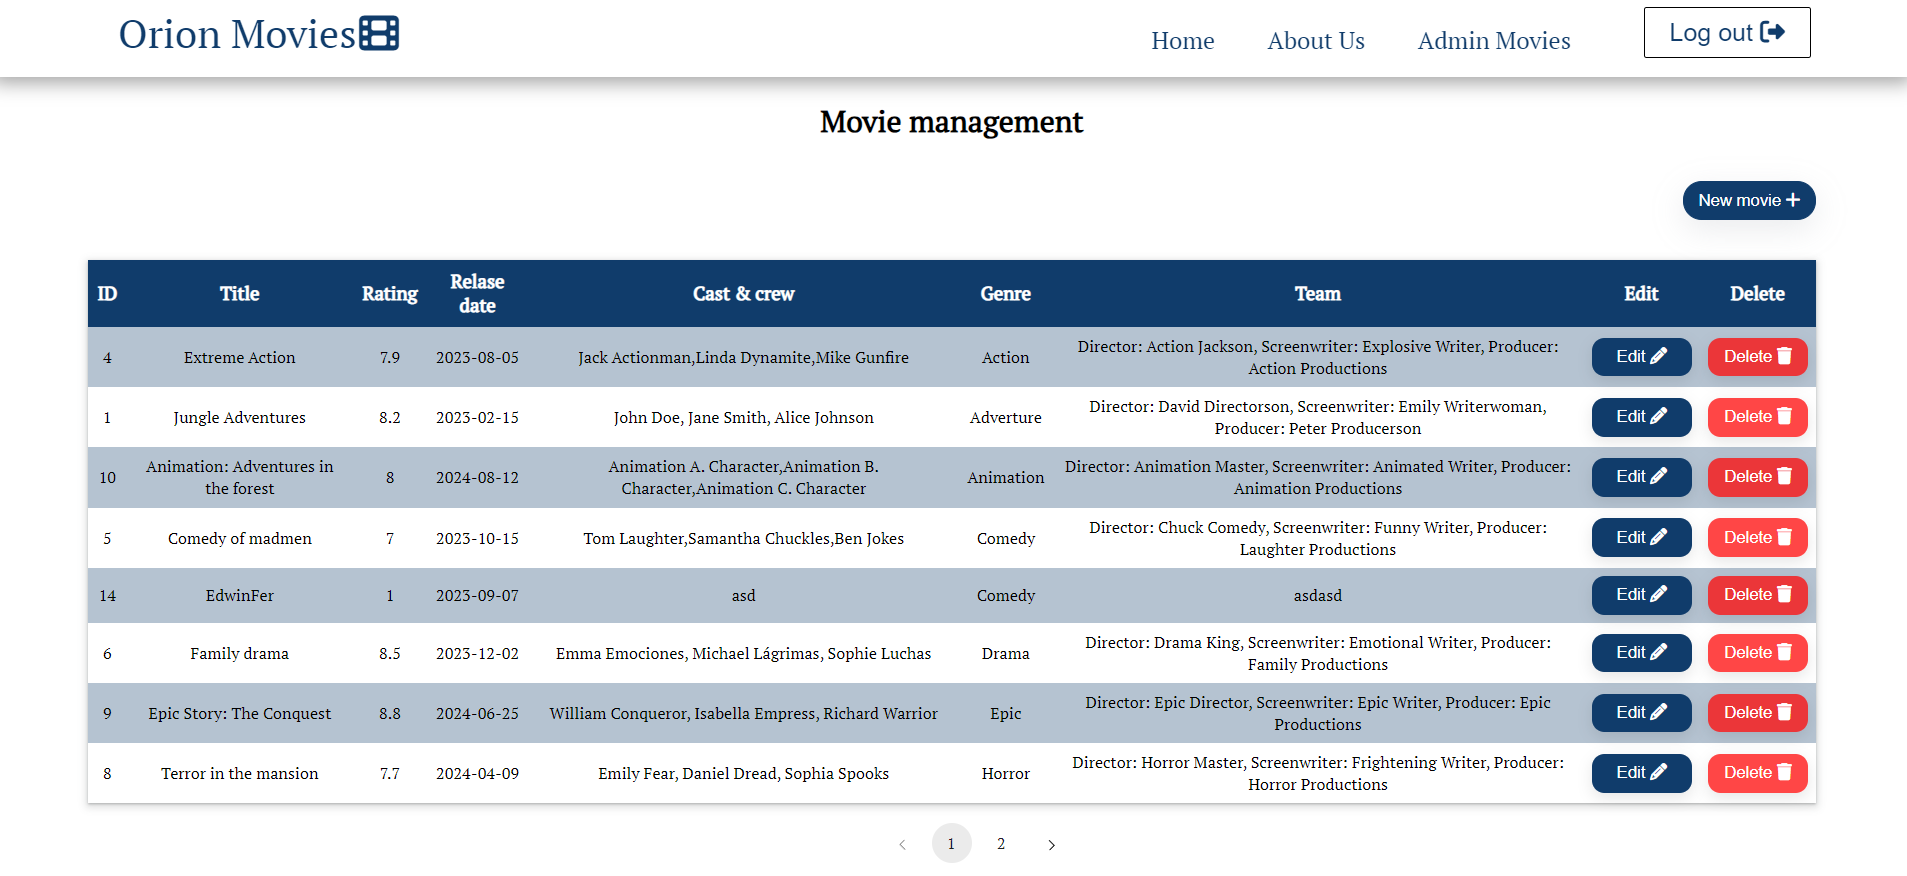 Orion Movies
Home About Us Admin Movies Log out
Movie management
New movie
ID Title Rating Relase date Cast & crew Genre Team Edit Delete
4 Extreme Action 7.9 2023-08-05 Jack Actionman,Linda Dynamite,Mike Gunfire Action Director: Action Jackson, Screenwriter: Explosive Writer, Producer: Action Productions Edit Delete
1 Jungle Adventures 8.2 2023-02-15 John Doe, Jane Smith, Alice Johnson Adverture Director: David Directorson, Screenwriter: Emily Writerwoman, Producer: Peter Producerson Edit Delete
10 Animation: Adventures in the forest 8 2024-08-12 Animation A. Character,Animation B. Character,Animation C. Character Animation Director: Animation Master, Screenwriter: Animated Writer, Producer: Animation Productions Edit Delete
5 Comedy of madmen 7 2023-10-15 Tom Laughter,Samantha Chuckles,Ben Jokes Comedy Director: Chuck Comedy, Screenwriter: Funny Writer, Producer: Laughter Productions Edit Delete
14 EdwinFer 1 2023-09-07 asd Comedy asdasd Edit Delete
6 Family drama 8.5 2023-12-02 Emma Emociones, Michael Lágrimas, Sophie Luchas Drama Director: Drama King, Screenwriter: Emotional Writer, Producer: Family Productions Edit Delete
9 Epic Story: The Conquest 8.8 2024-06-25 William Conqueror, Isabella Empress, Richard Warrior Epic Director: Epic Director, Screenwriter: Epic Writer, Producer: Epic Productions Edit Delete
8 Terror in the mansion 7.7 2024-04-09 Emily Fear, Daniel Dread, Sophia Spooks Horror Director: Horror Master, Screenwriter: Frightening Writer, Producer: Horror Productions Edit Delete
1 2